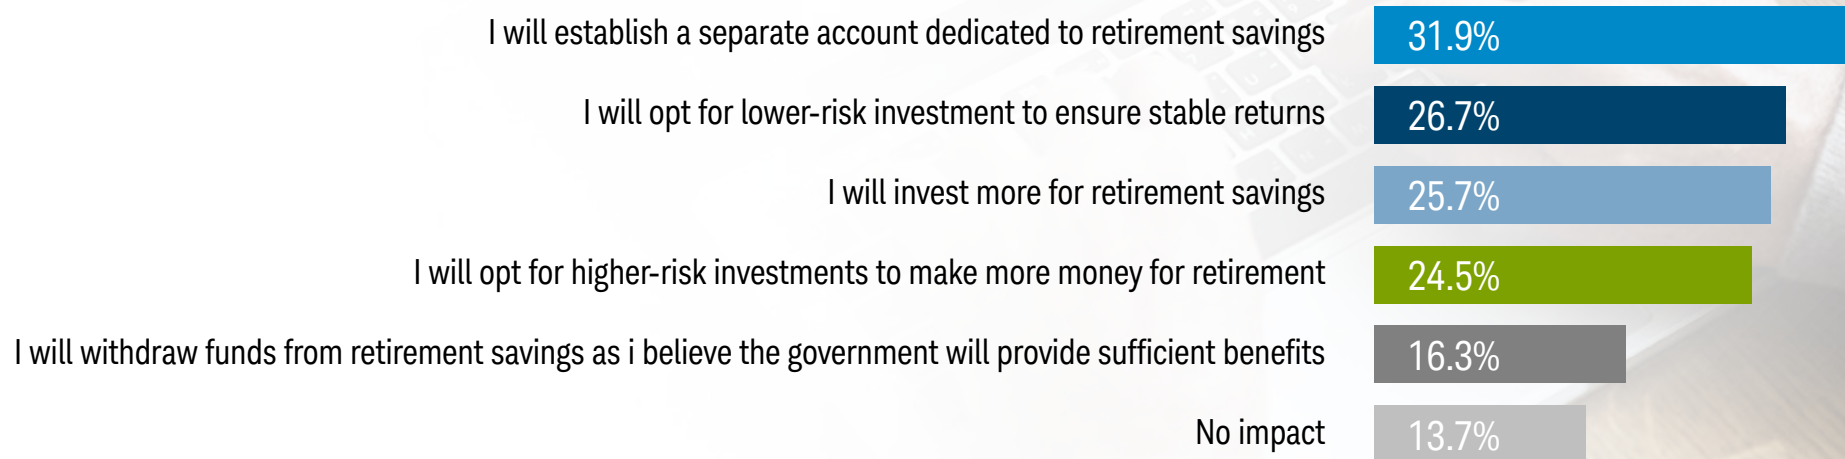 I will establish a separate account dedicated to retirement savings 31.9%
I will opt for lower-risk investment to ensure stable returns 26.7%
I will invest more for retirement savings 25.7%
I will opt for higher-risk investments to make more money for retirement 24.5%
I will withdraw funds from retirement savings as i believe the government will provide sufficient benefits 16.3%
No impact 13.7%